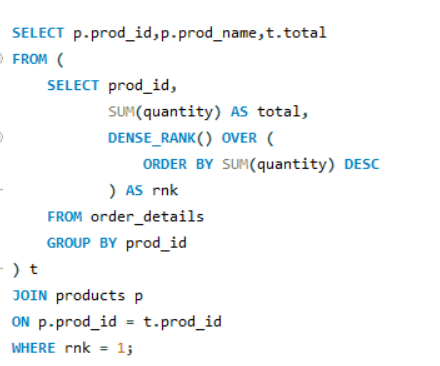 SELECT p.prod_id,p.prod_name,t.total
FROM (
SELECT prod_id,
SUM(quantity) AS total,
DENSE_RANK() OVER (
ORDER BY SUM(quantity) DESC
) AS rnk
FROM order_details
GROUP BY prod_id
) t
JOIN products p
ON p.prod_id = t.prod_id
WHERE rnk = 1;